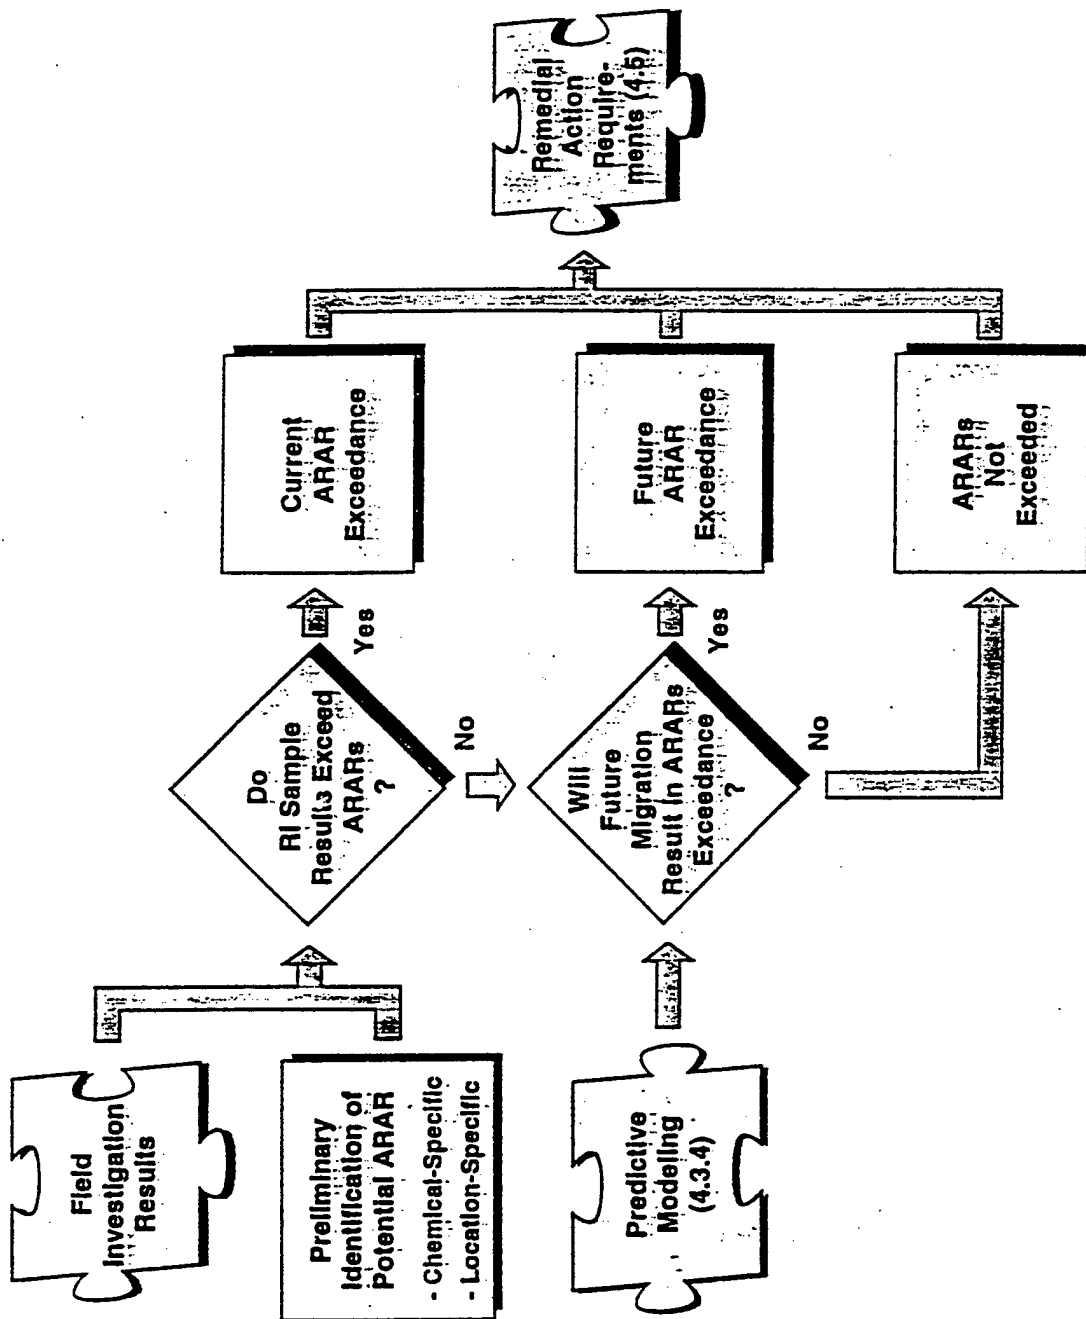 Field
Investigation
Results
Preliminary
Identification of
Potential ARAR
- Chemical-Specific
- Location-Specific
Predictive
Modeling
(4.3.4)
Do
RI Sample
Results Exceed
ARARs
?
Yes
No
Will
Future
Migration
Result in ARARs
Exceedance
?
Yes
No
Current
ARAR
Exceedance
Future
ARAR
Exceedance
ARARs
Not
Exceeded
Remedial
Action
Require-
ments (4.5)